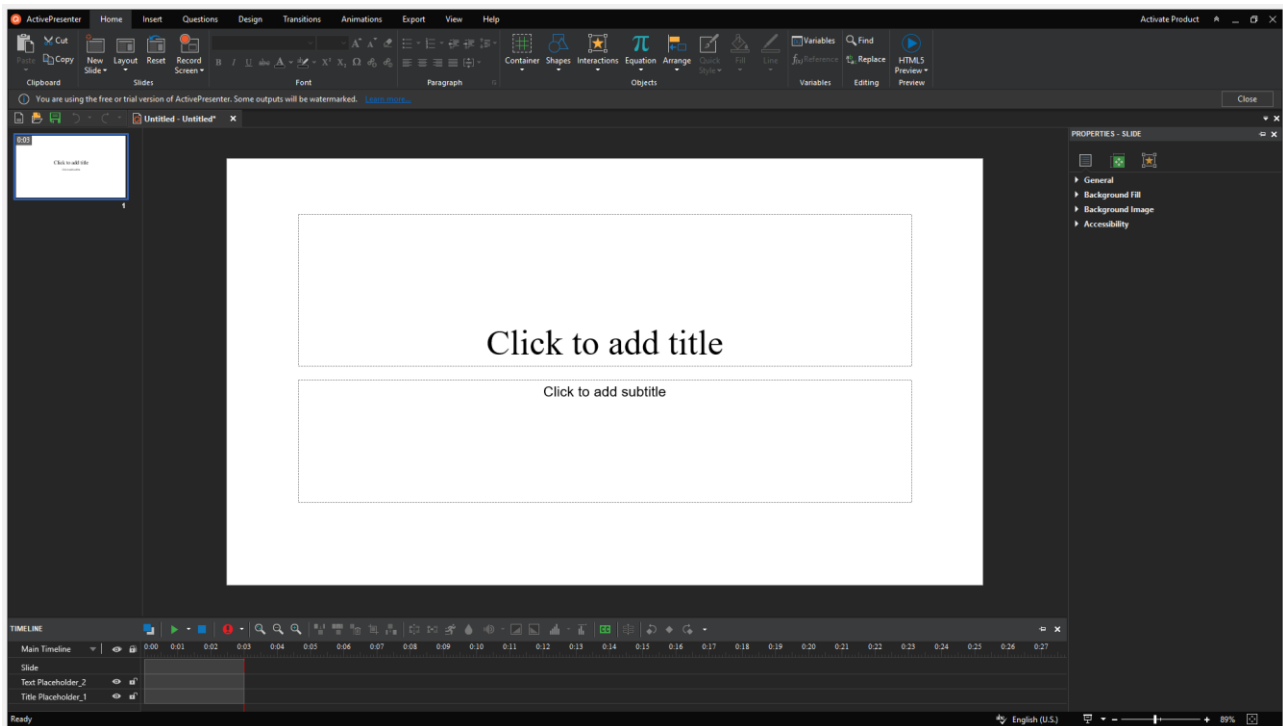 ActivePresenter Home Insert Questions Design Transitions Animations Export View Help Activate Product
Paste Cut Copy
Clipboard
New Slide Layout Reset Record Screen
Slides
B I U abc A X¹ X₁ Ω
Font
Paragraph
Container Shapes Interactions Equation Arrange Quick Style Fill Line
Objects
Variables
f(x) Reference
Variables
Find
Replace
Editing
HTML5 Preview
Preview
You are using the free or trial version of ActivePresenter. Some outputs will be watermarked. Learn more... Close
Untitled - Untitled*
0:03
Click to add title
1
Click to add title
Click to add subtitle
PROPERTIES - SLIDE
General
Background Fill
Background Image
Accessibility
TIMELINE
CC
Main Timeline 0:00 0:01 0:02 0:03 0:04 0:05 0:06 0:07 0:08 0:09 0:10 0:11 0:12 0:13 0:14 0:15 0:16 0:17 0:18 0:19 0:20 0:21 0:22 0:23 0:24 0:25 0:26 0:27
Slide
Text Placeholder_2
Title Placeholder_1
Ready English (U.S.) 89%